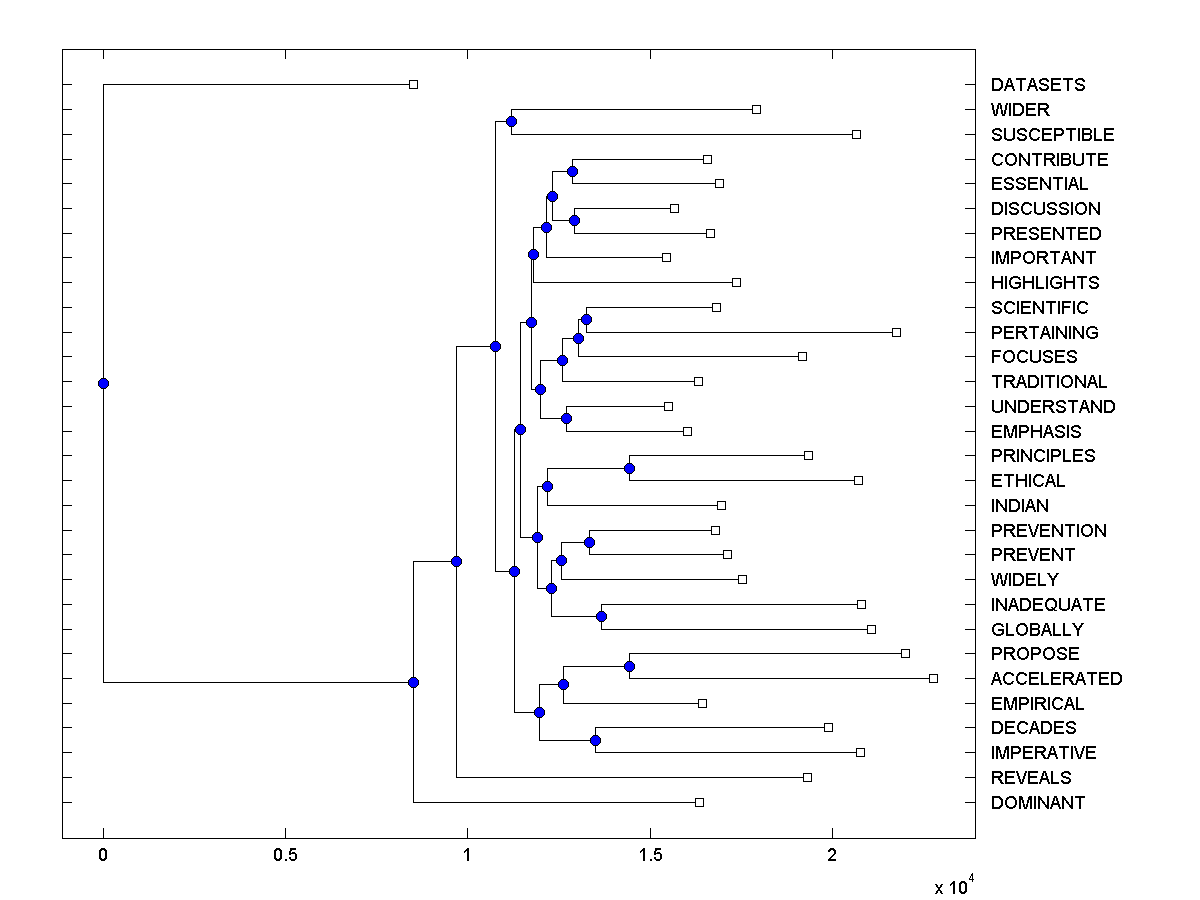 DATASETS
WIDER
SUSCEPTIBLE
CONTRIBUTE
ESSENTIAL
DISCUSSION
PRESENTED
IMPORTANT
HIGHLIGHTS
SCIENTIFIC
PERTAINING
FOCUSES
TRADITIONAL
UNDERSTAND
EMPHASIS
PRINCIPLES
ETHICAL
INDIAN
PREVENTION
PREVENT
WIDELY
INADEQUATE
GLOBALLY
PROPOSE
ACCELERATED
EMPIRICAL
DECADES
IMPERATIVE
REVEALS
DOMINANT
0 0.5 1 1.5 2
x 10^4